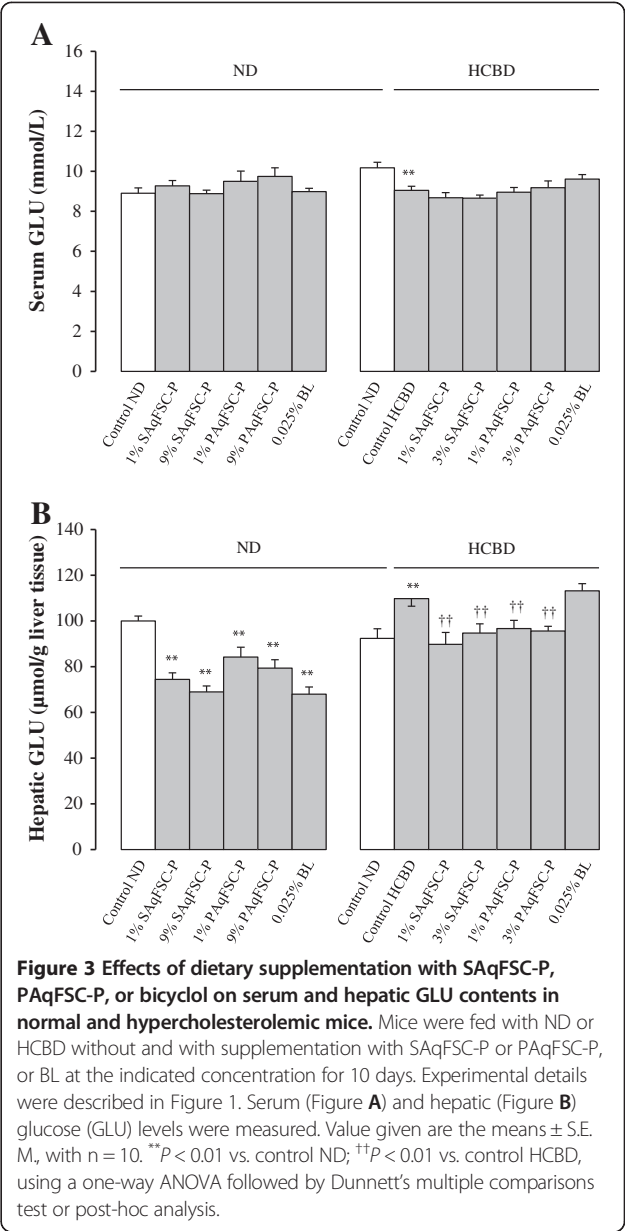 A
16
14
12
10
8
6
4
2
0
Serum GLU (mmol/L)
ND
HCBD
**
Control ND
1% SAqFSC-P
9% SAqFSC-P
1% PAqFSC-P
9% PAqFSC-P
0.025% BL
Control ND
Control HCBD
1% SAqFSC-P
3% SAqFSC-P
1% PAqFSC-P
3% PAqFSC-P
0.025% BL
B
140
120
100
80
60
40
20
0
Hepatic GLU (μmol/g liver tissue)
ND
HCBD
**
**
**
**
**
**
††
††
††
††
Control ND
1% SAqFSC-P
9% SAqFSC-P
1% PAqFSC-P
9% PAqFSC-P
0.025% BL
Control ND
Control HCBD
1% SAqFSC-P
3% SAqFSC-P
1% PAqFSC-P
3% PAqFSC-P
0.025% BL
Figure 3 Effects of dietary supplementation with SAqFSC-P,
PAqFSC-P, or bicyclol on serum and hepatic GLU contents in
normal and hypercholesterolemic mice. Mice were fed with ND or
HCBD without and with supplementation with SAqFSC-P or PAqFSC-P,
or BL at the indicated concentration for 10 days. Experimental details
were described in Figure 1. Serum (Figure A) and hepatic (Figure B)
glucose (GLU) levels were measured. Value given are the means ± S.E.
M., with n = 10. **P < 0.01 vs. control ND; ††P < 0.01 vs. control HCBD,
using a one-way ANOVA followed by Dunnett's multiple comparisons
test or post-hoc analysis.